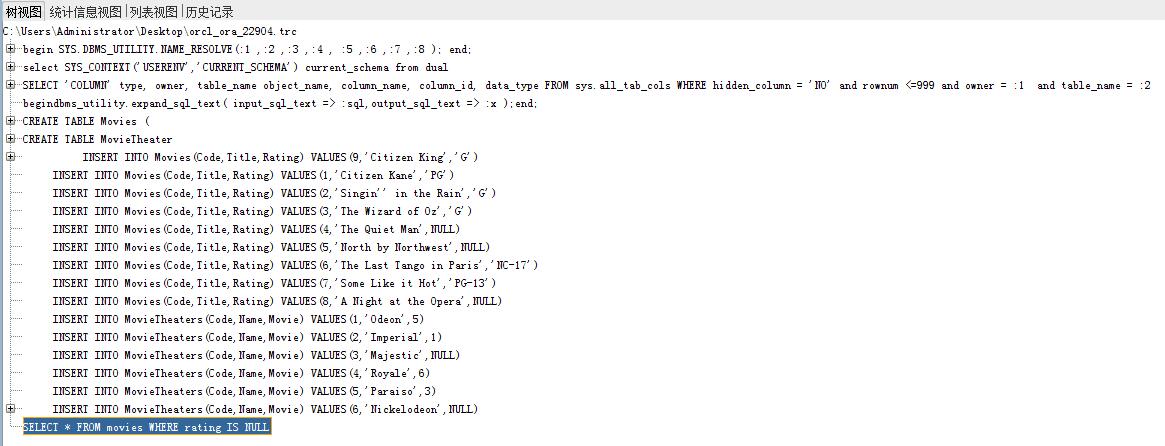 树视图 统计信息视图 列表视图 历史记录
C:\Users\Administrator\Desktop\orcl_ora_22904.trc
begin SYS.DBMS_UTILITY.NAME_RESOLVE(:1 ,:2 ,:3 ,:4 , :5 ,:6 ,:7 ,:8 ); end;
select SYS_CONTEXT('USERENV','CURRENT_SCHEMA') current_schema from dual
SELECT 'COLUMN' type, owner, table_name object_name, column_name, column_id, data_type FROM sys.all_tab_cols WHERE hidden_column = 'NO' and rownum <=999 and owner = :1  and table_name = :2
begindbms_utility.expand_sql_text( input_sql_text => :sql,output_sql_text => :x );end;
CREATE TABLE Movies (
CREATE TABLE MovieTheater
INSERT INTO Movies(Code,Title,Rating) VALUES(9,'Citizen King','G')
INSERT INTO Movies(Code,Title,Rating) VALUES(1,'Citizen Kane','PG')
INSERT INTO Movies(Code,Title,Rating) VALUES(2,'Singin'' in the Rain','G')
INSERT INTO Movies(Code,Title,Rating) VALUES(3,'The Wizard of Oz','G')
INSERT INTO Movies(Code,Title,Rating) VALUES(4,'The Quiet Man',NULL)
INSERT INTO Movies(Code,Title,Rating) VALUES(5,'North by Northwest',NULL)
INSERT INTO Movies(Code,Title,Rating) VALUES(6,'The Last Tango in Paris','NC-17')
INSERT INTO Movies(Code,Title,Rating) VALUES(7,'Some Like it Hot','PG-13')
INSERT INTO Movies(Code,Title,Rating) VALUES(8,'A Night at the Opera',NULL)
INSERT INTO MovieTheaters(Code,Name,Movie) VALUES(1,'Odeon',5)
INSERT INTO MovieTheaters(Code,Name,Movie) VALUES(2,'Imperial',1)
INSERT INTO MovieTheaters(Code,Name,Movie) VALUES(3,'Majestic',NULL)
INSERT INTO MovieTheaters(Code,Name,Movie) VALUES(4,'Royale',6)
INSERT INTO MovieTheaters(Code,Name,Movie) VALUES(5,'Paraiso',3)
INSERT INTO MovieTheaters(Code,Name,Movie) VALUES(6,'Nickelodeon',NULL)
SELECT * FROM movies WHERE rating IS NULL